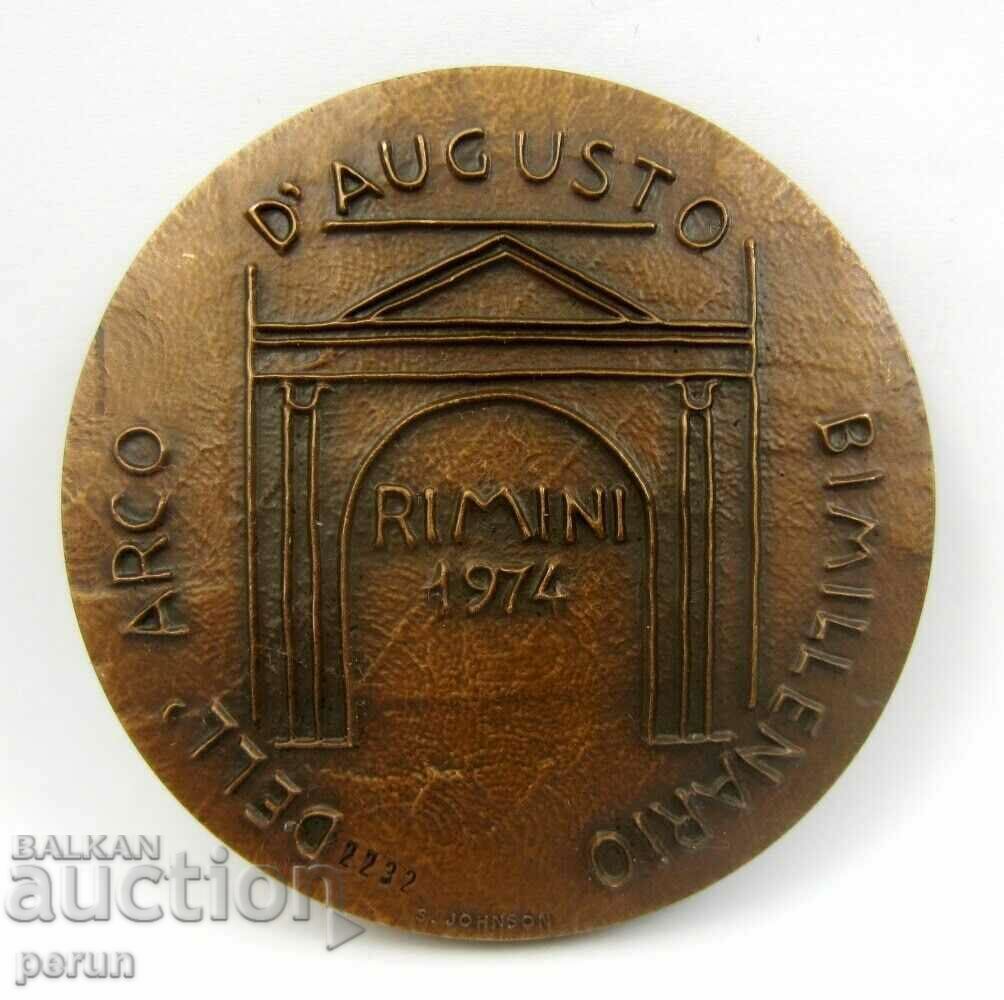 BIMILLENARIO
DELL'
ARCO
D'AUGUSTO
RIMINI
1974
2232
S. JOHNSON
BALKAN
auction
perun